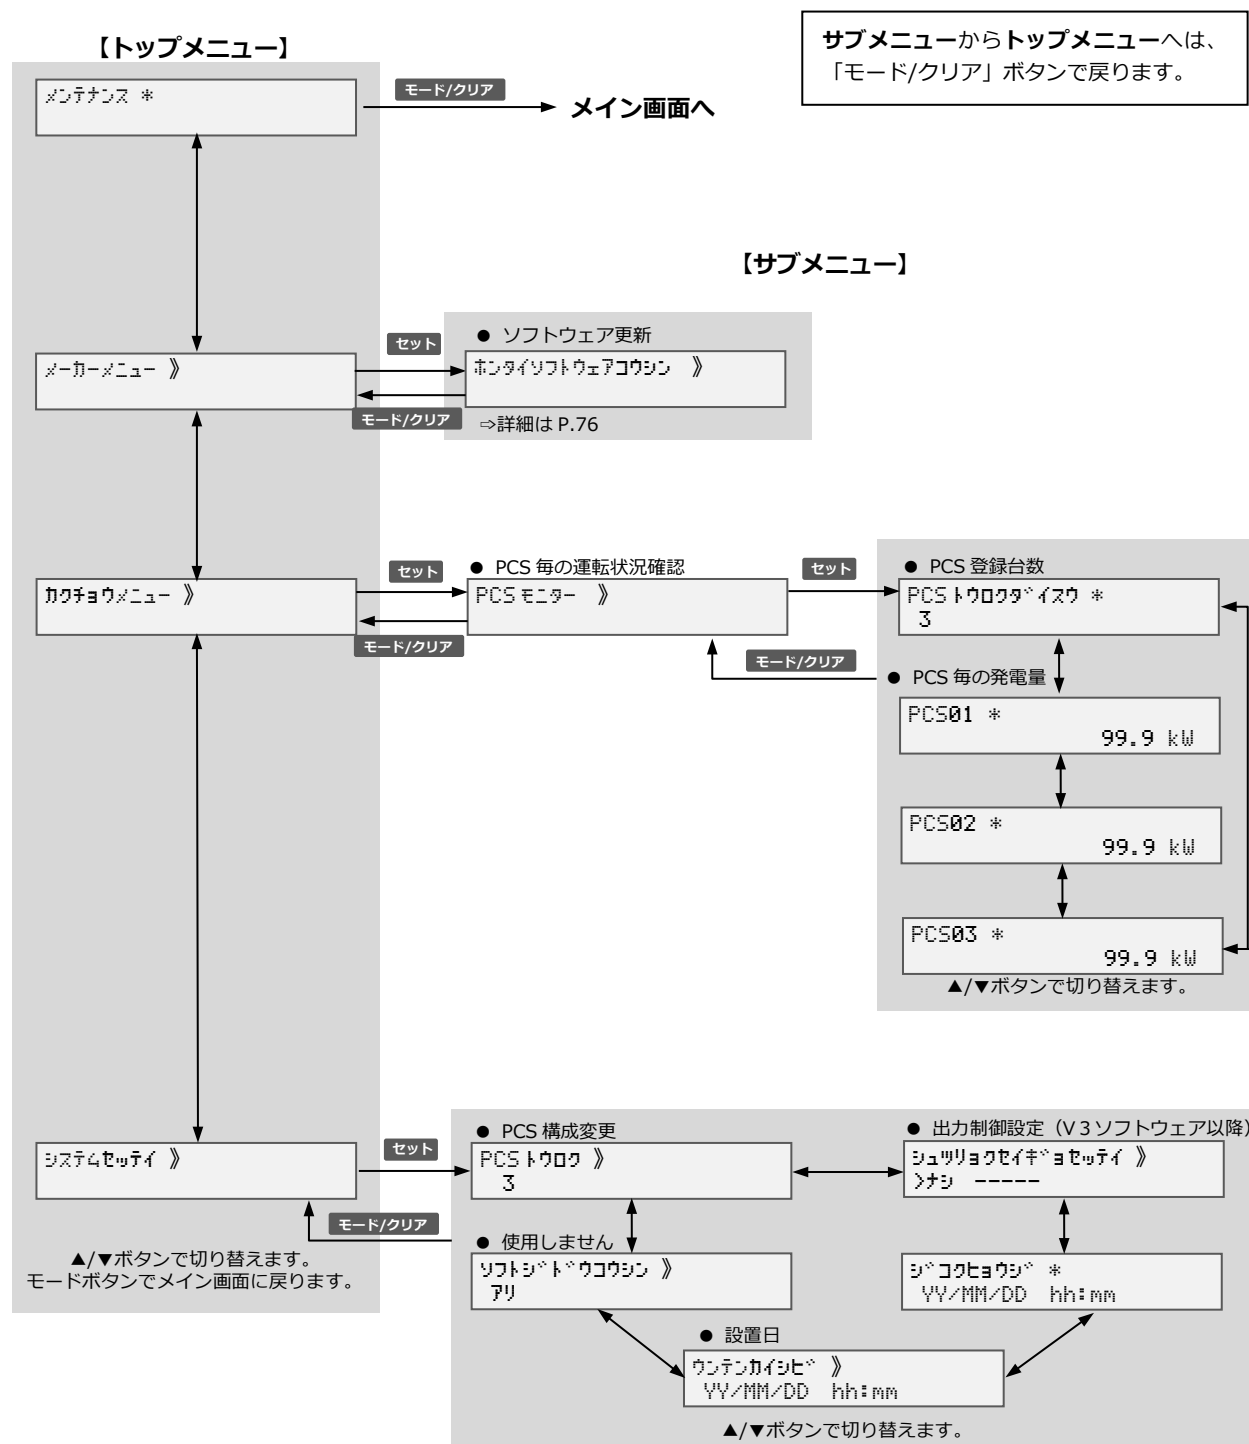 サブメニューからトップメニューへは、
「モード/クリア」ボタンで戻ります。
【トップメニュー】
メンテナンス *
モード/クリア
メイン画面へ
【サブメニュー】
● ソフトウェア更新
セット
メーカーメニュー 》
ホンタイソフトウェアコウシン 》
モード/クリア
⇨詳細は P.76
● PCS 毎の運転状況確認
セット
セット
● PCS 登録台数
カクチョウメニュー 》
PCS モニター 》
PCS トウロクダイスウ *
3
モード/クリア
モード/クリア
● PCS 毎の発電量
PCS01 *
99.9 kW
PCS02 *
99.9 kW
PCS03 *
99.9 kW
▲/▼ボタンで切り替えます。
● PCS 構成変更
● 出力制御設定（V3ソフトウェア以降）
セット
システムセッテイ 》
PCS トウロク 》
3
シュツリョクセイギョセッテイ 》
>ナシ -----
モード/クリア
▲/▼ボタンで切り替えます。
モードボタンでメイン画面に戻ります。
● 使用しません
ソフトジドウコウシン 》
アリ
ジコクヒョウジ *
YY/MM/DD hh:mm
● 設置日
ウンテンカイシビ 》
YY/MM/DD hh:mm
▲/▼ボタンで切り替えます。